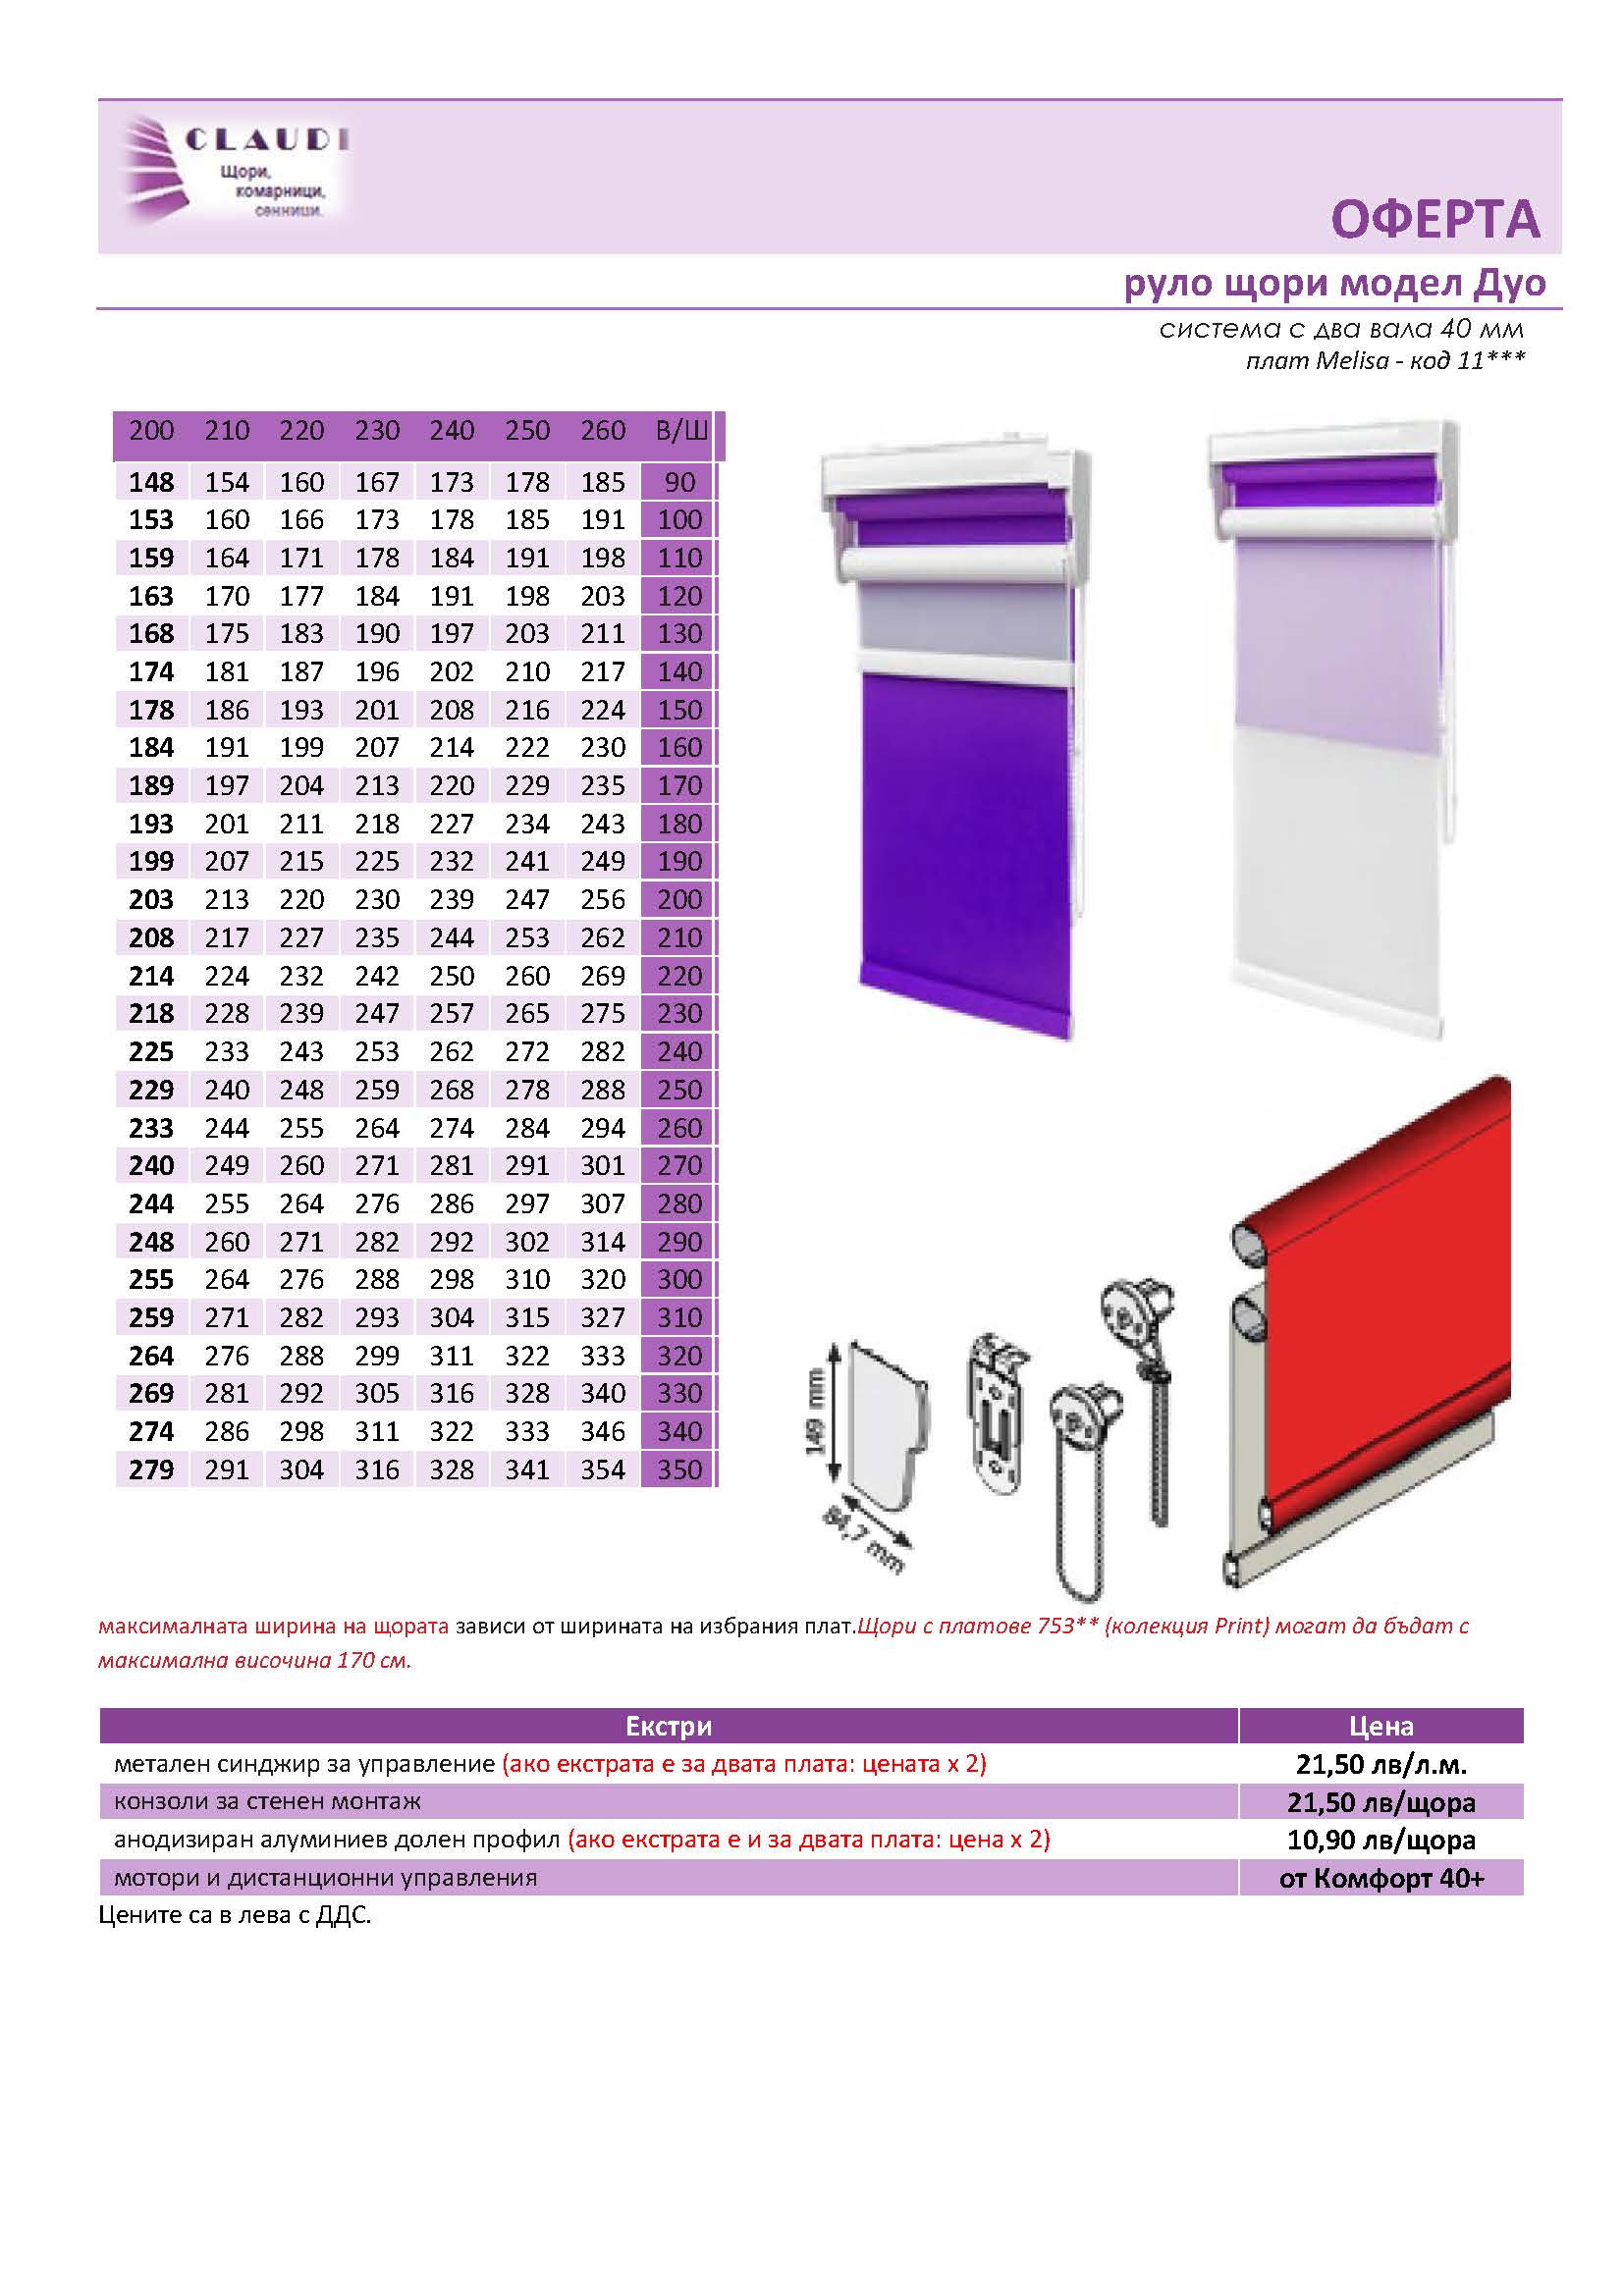 CLAUDI
Щори,
комарници,
сенници.
ОФЕРТА
руло щори модел Дуо
система с два вала 40 мм
плат Melisa - код 11***
200 210 220 230 240 250 260 В/Ш
148 154 160 167 173 178 185 90
153 160 166 173 178 185 191 100
159 164 171 178 184 191 198 110
163 170 177 184 191 198 203 120
168 175 183 190 197 203 211 130
174 181 187 196 202 210 217 140
178 186 193 201 208 216 224 150
184 191 199 207 214 222 230 160
189 197 204 213 220 229 235 170
193 201 211 218 227 234 243 180
199 207 215 225 232 241 249 190
203 213 220 230 239 247 256 200
208 217 227 235 244 253 262 210
214 224 232 242 250 260 269 220
218 228 239 247 257 265 275 230
225 233 243 253 262 272 282 240
229 240 248 259 268 278 288 250
233 244 255 264 274 284 294 260
240 249 260 271 281 291 301 270
244 255 264 276 286 297 307 280
248 260 271 282 292 302 314 290
255 264 276 288 298 310 320 300
259 271 282 293 304 315 327 310
264 276 288 299 311 322 333 320
269 281 292 305 316 328 340 330
274 286 298 311 322 333 346 340
279 291 304 316 328 341 354 350
149 mm
84,7 mm
максималната ширина на щората зависи от ширината на избрания плат.Щори с платове 753** (колекция Print) могат да бъдат с
максимална височина 170 см.
Екстри Цена
метален синджир за управление (ако екстрата е за двата плата: цената х 2) 21,50 лв/л.м.
конзоли за стенен монтаж 21,50 лв/щора
анодизиран алуминиев долен профил (ако екстрата е и за двата плата: цена х 2) 10,90 лв/щора
мотори и дистанционни управления от Комфорт 40+
Цените са в лева с ДДС.